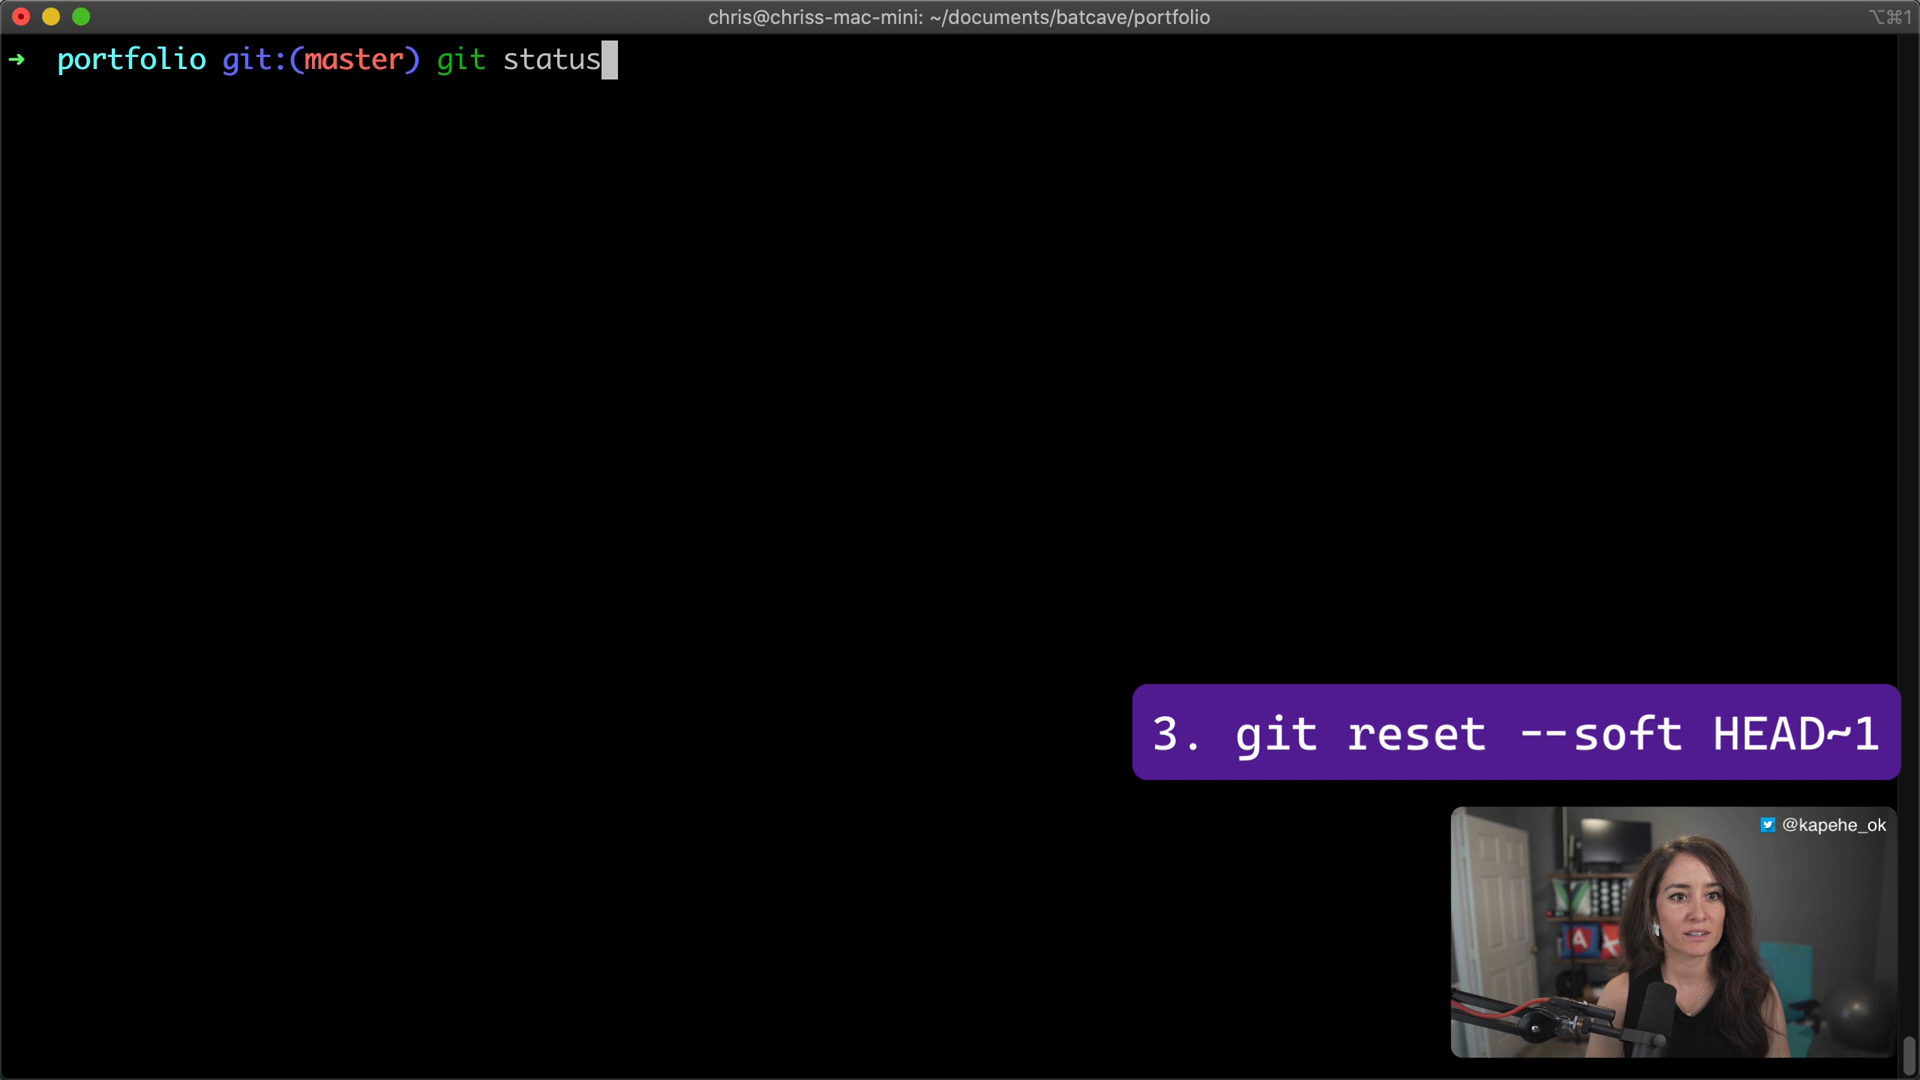 chris@chriss-mac-mini: ~/documents/batcave/portfolio
⌥⌘1
➜ portfolio git:(master) git status
3. git reset --soft HEAD~1
@kapehe_ok
A